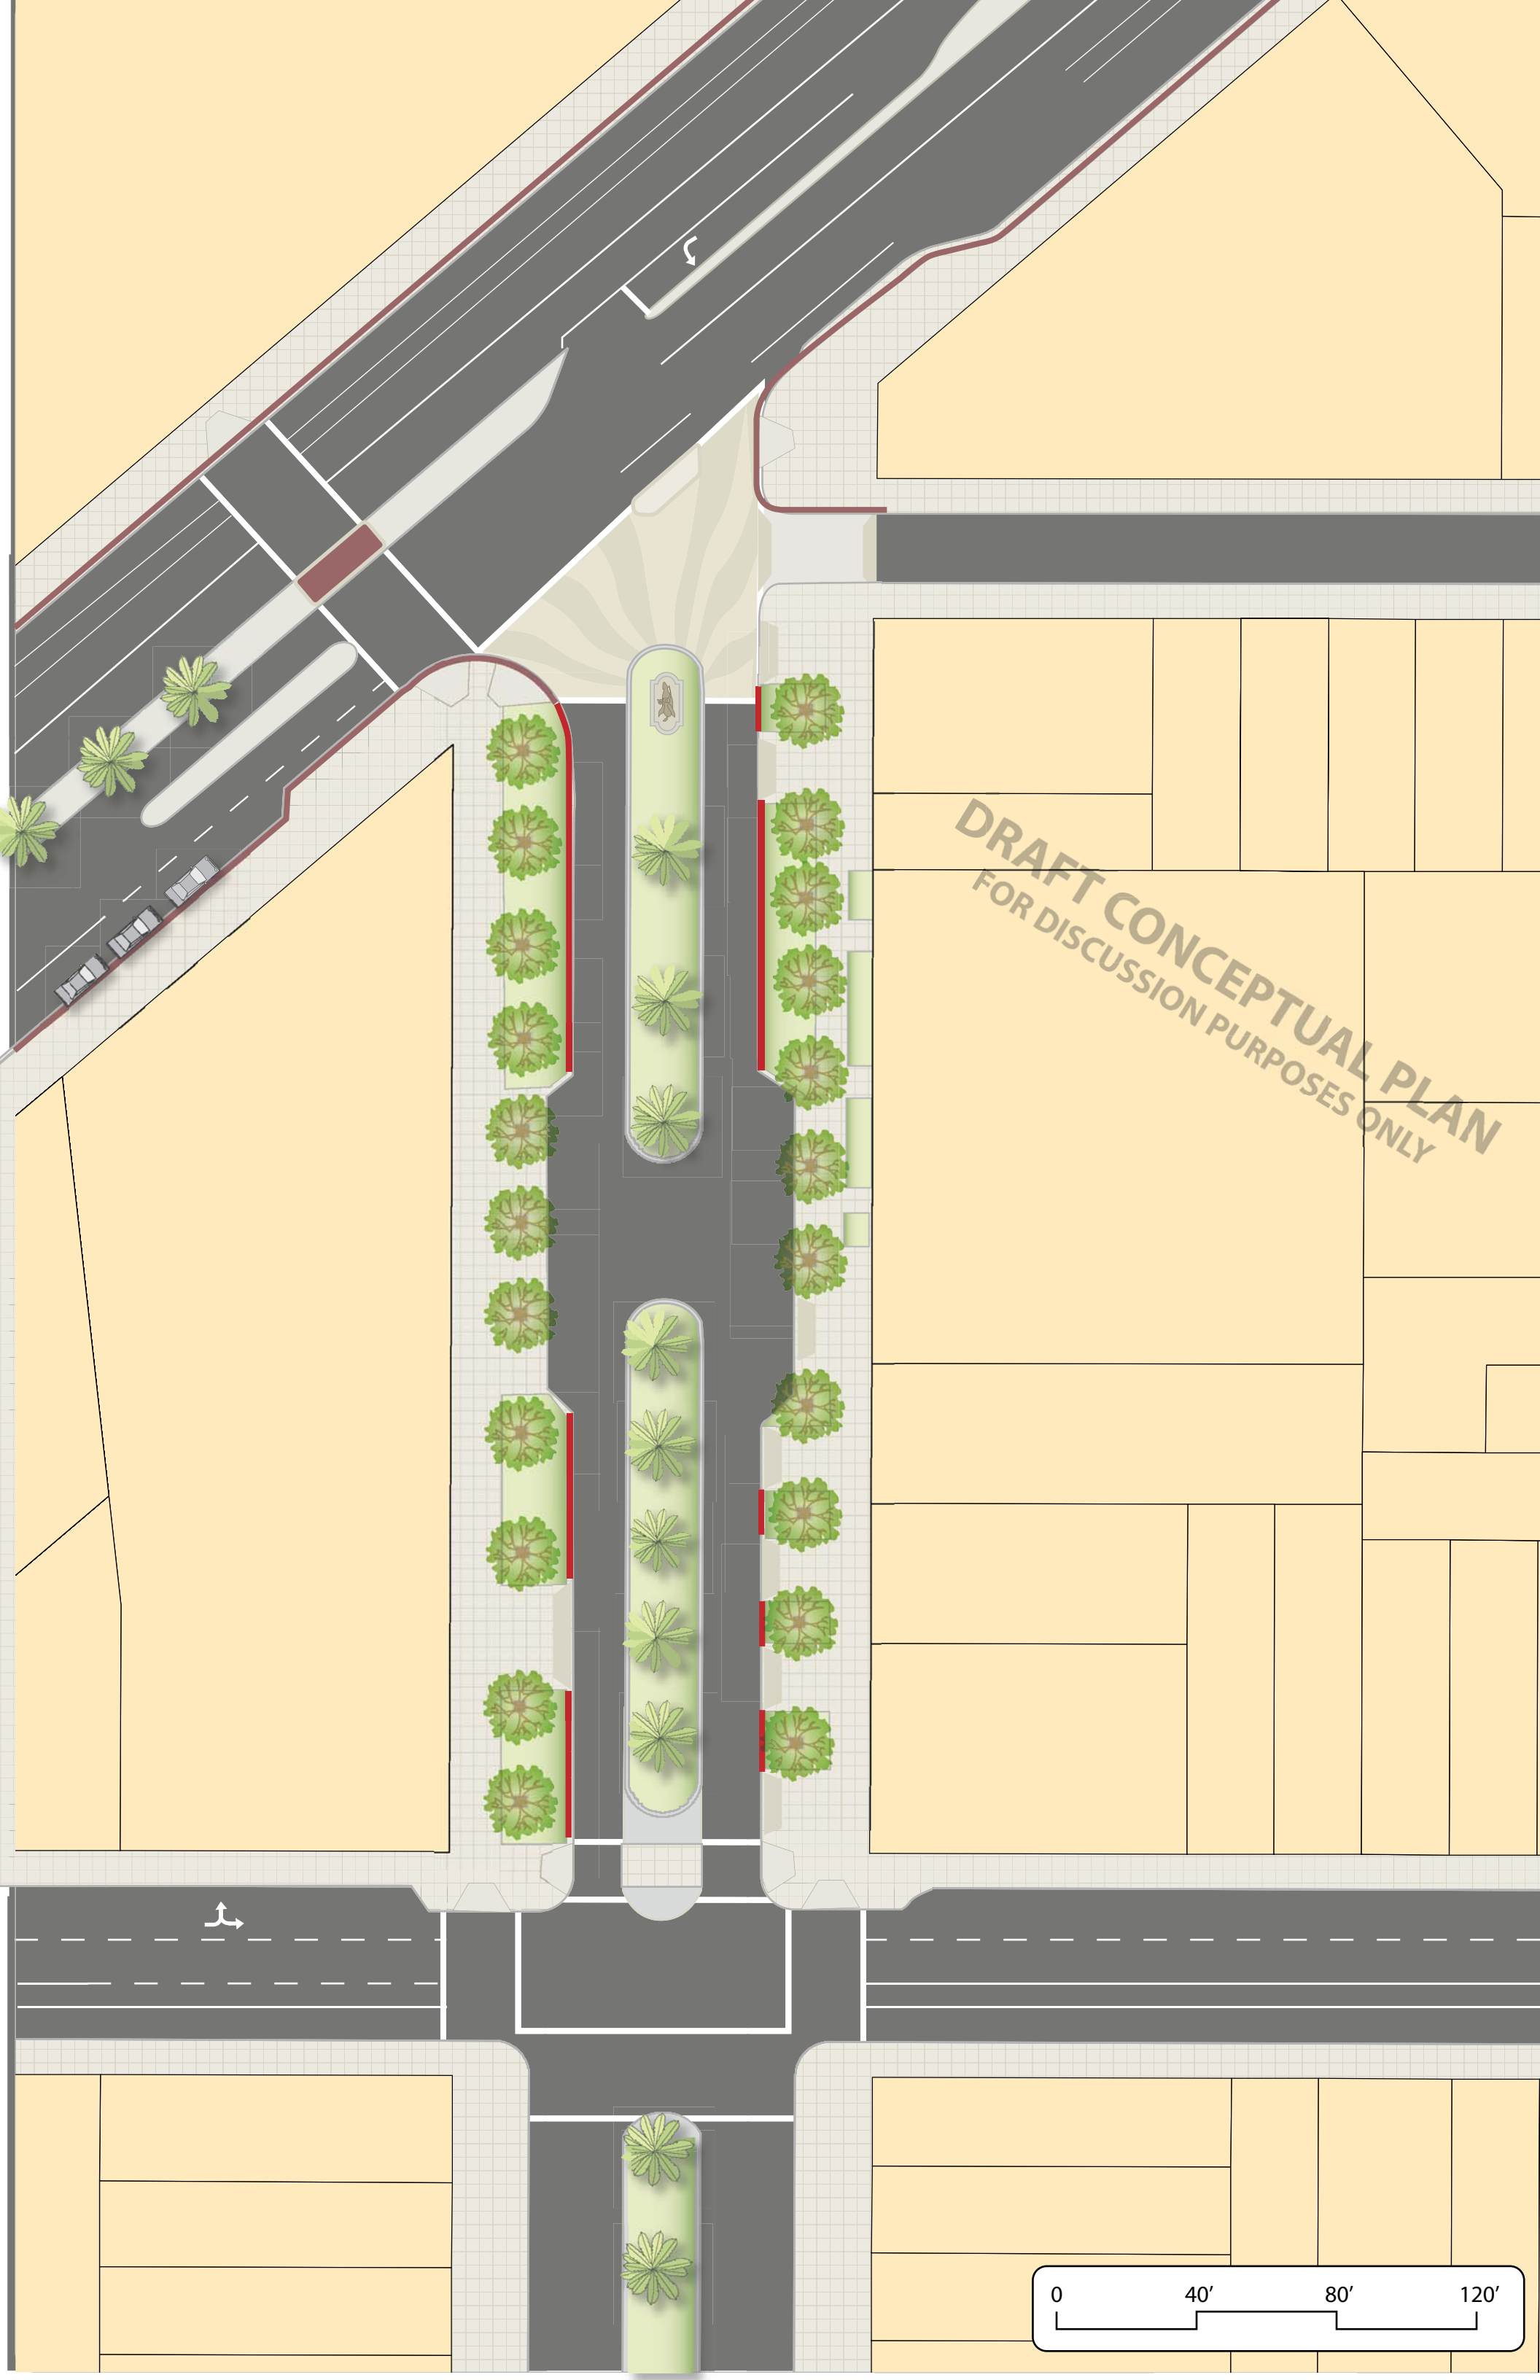 DRAFT CONCEPTUAL PLAN
FOR DISCUSSION PURPOSES ONLY
0 40′ 80′ 120′